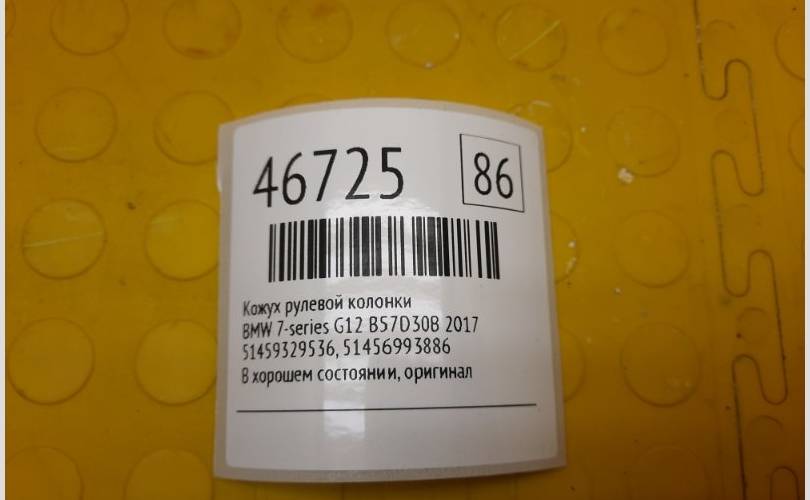 46725 86
Кожух рулевой колонки
BMW 7-series G12 B57D30B 2017
51459329536, 51456993886
В хорошем состоянии, оригинал